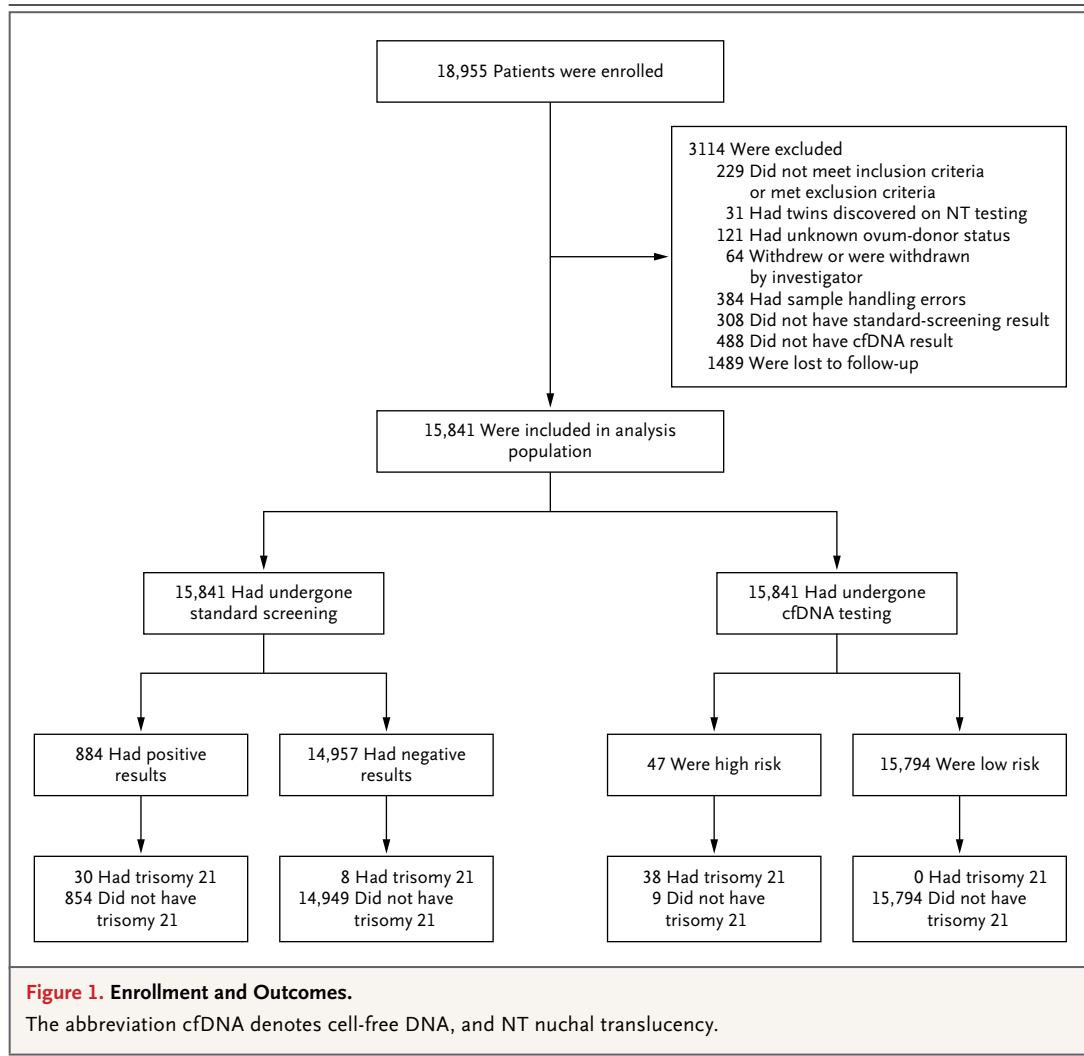 18,955 Patients were enrolled
3114 Were excluded
229 Did not meet inclusion criteria
or met exclusion criteria
31 Had twins discovered on NT testing
121 Had unknown ovum-donor status
64 Withdrew or were withdrawn
by investigator
384 Had sample handling errors
308 Did not have standard-screening result
488 Did not have cfDNA result
1489 Were lost to follow-up
15,841 Were included in analysis
population
15,841 Had undergone
standard screening
15,841 Had undergone
cfDNA testing
884 Had positive
results
14,957 Had negative
results
47 Were high risk
15,794 Were low risk
30 Had trisomy 21
854 Did not have
trisomy 21
8 Had trisomy 21
14,949 Did not have
trisomy 21
38 Had trisomy 21
9 Did not have
trisomy 21
0 Had trisomy 21
15,794 Did not have
trisomy 21
Figure 1. Enrollment and Outcomes.
The abbreviation cfDNA denotes cell-free DNA, and NT nuchal translucency.